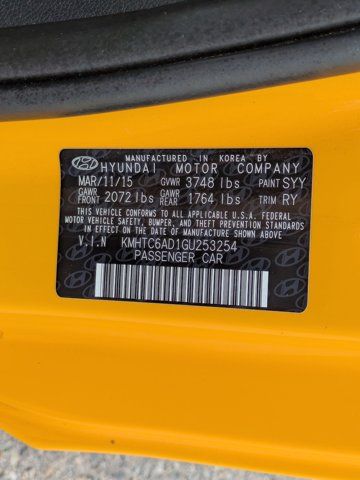 MANUFACTURED IN KOREA BY
HYUNDAI MOTOR COMPANY
MAR/11/15 GVWR 3748 lbs PAINT SYY
GAWR FRONT 2072 lbs GAWR REAR 1764 lbs TRIM RY
THIS VEHICLE CONFORMS TO ALL APPLICABLE U.S. FEDERAL
MOTOR VEHICLE SAFETY, BUMPER, AND THEFT PREVENTION STANDARDS
IN EFFECT ON THE DATE OF MANUFACTURE SHOWN ABOVE.
V.I.N KMHTC6AD1GU253254
PASSENGER CAR